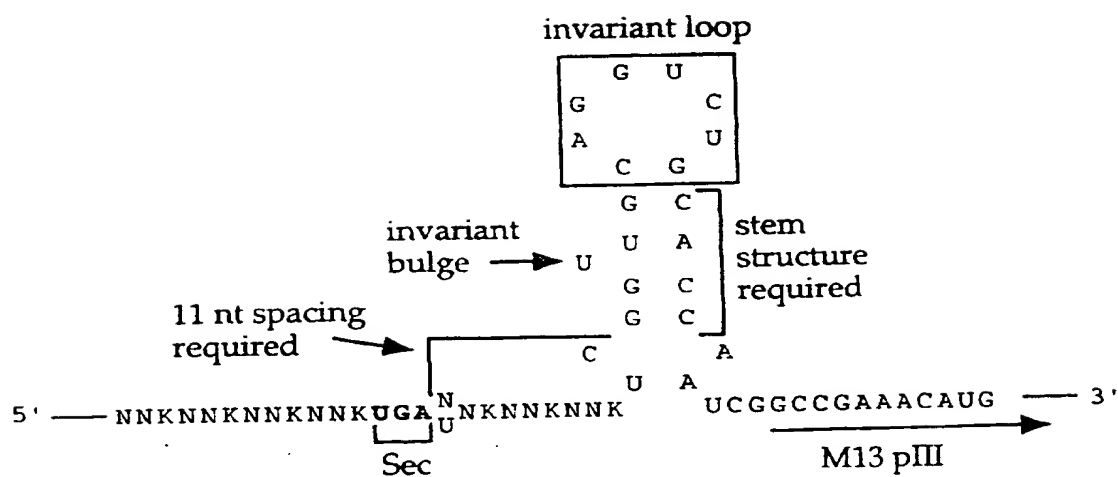 invariant loop
G U
G C
A U
C G
G C
invariant bulge
U
U A
stem structure required
G C
G C
11 nt spacing required
C A
U A
5' NNKNNKNNKNNKUGA N/U NKNNKNNK UCGGCCGAAACAUG 3'
Sec
M13 pIII